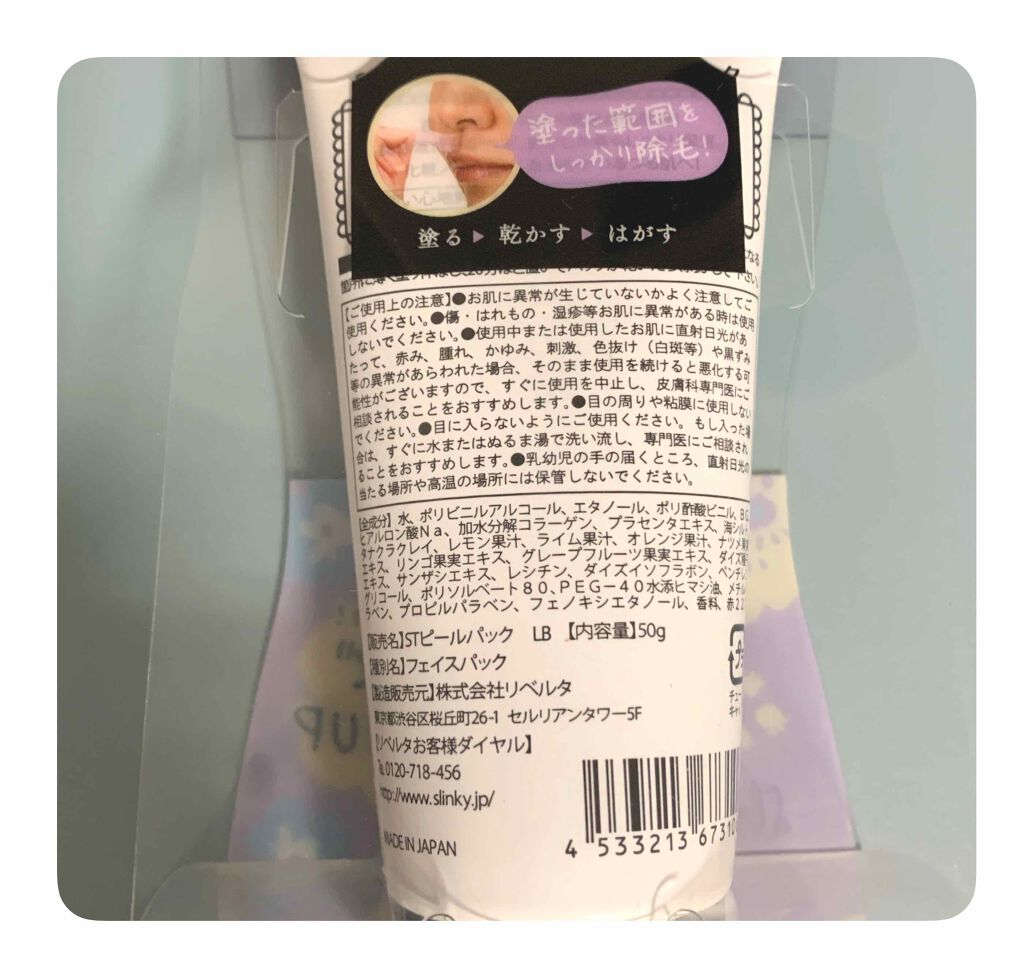 塗った範囲を
しっかり除毛!
塗る▶乾かす▶はがす
【ご使用上の注意】●お肌に異常が生じていないかよく注意してご
使用ください。●傷・はれもの・湿疹等お肌に異常がある時は使用
しないでください。●使用中または使用したお肌に直射日光があ
たって、赤み、腫れ、かゆみ、刺激、色抜け（白斑等）や黒ずみ
等の異常があらわれた場合、そのまま使用を続けると悪化する可
能性がございますので、すぐに使用を中止し、皮膚科専門医にご
相談されることをおすすめします。●目の周りや粘膜に使用しない
でください。●目に入らないようにご使用ください。もし入った場
合は、すぐに水またはぬるま湯で洗い流し、専門医にご相談され
ることをおすすめします。●乳幼児の手の届くところ、直射日光の
当たる場所や高温の場所には保管しないでください。
【全成分】水、ポリビニルアルコール、エタノール、ポリ酢酸ビニル、BG、
ヒアルロン酸Na、加水分解コラーゲン、プラセンタエキス、海シルト、
タナクラクレイ、レモン果汁、ライム果汁、オレンジ果汁、ナツメ果実
エキス、リンゴ果実エキス、グレープフルーツ果実エキス、ダイズ種子
エキス、サンザシエキス、レシチン、ダイズイソフラボン、ペンチレン
グリコール、ポリソルベート80、PEG-40水添ヒマシ油、メチルパ
ラベン、プロピルパラベン、フェノキシエタノール、香料、赤22
【販売名】STピールパック LB 【内容量】50g
【種別名】フェイスパック
【製造販売元】株式会社リベルタ
東京都渋谷区桜丘町26-1 セルリアンタワー5F
【リベルタお客様ダイヤル】
℡0120-718-456
http://www.slinky.jp/
MADE IN JAPAN
4 533213 67310
UP